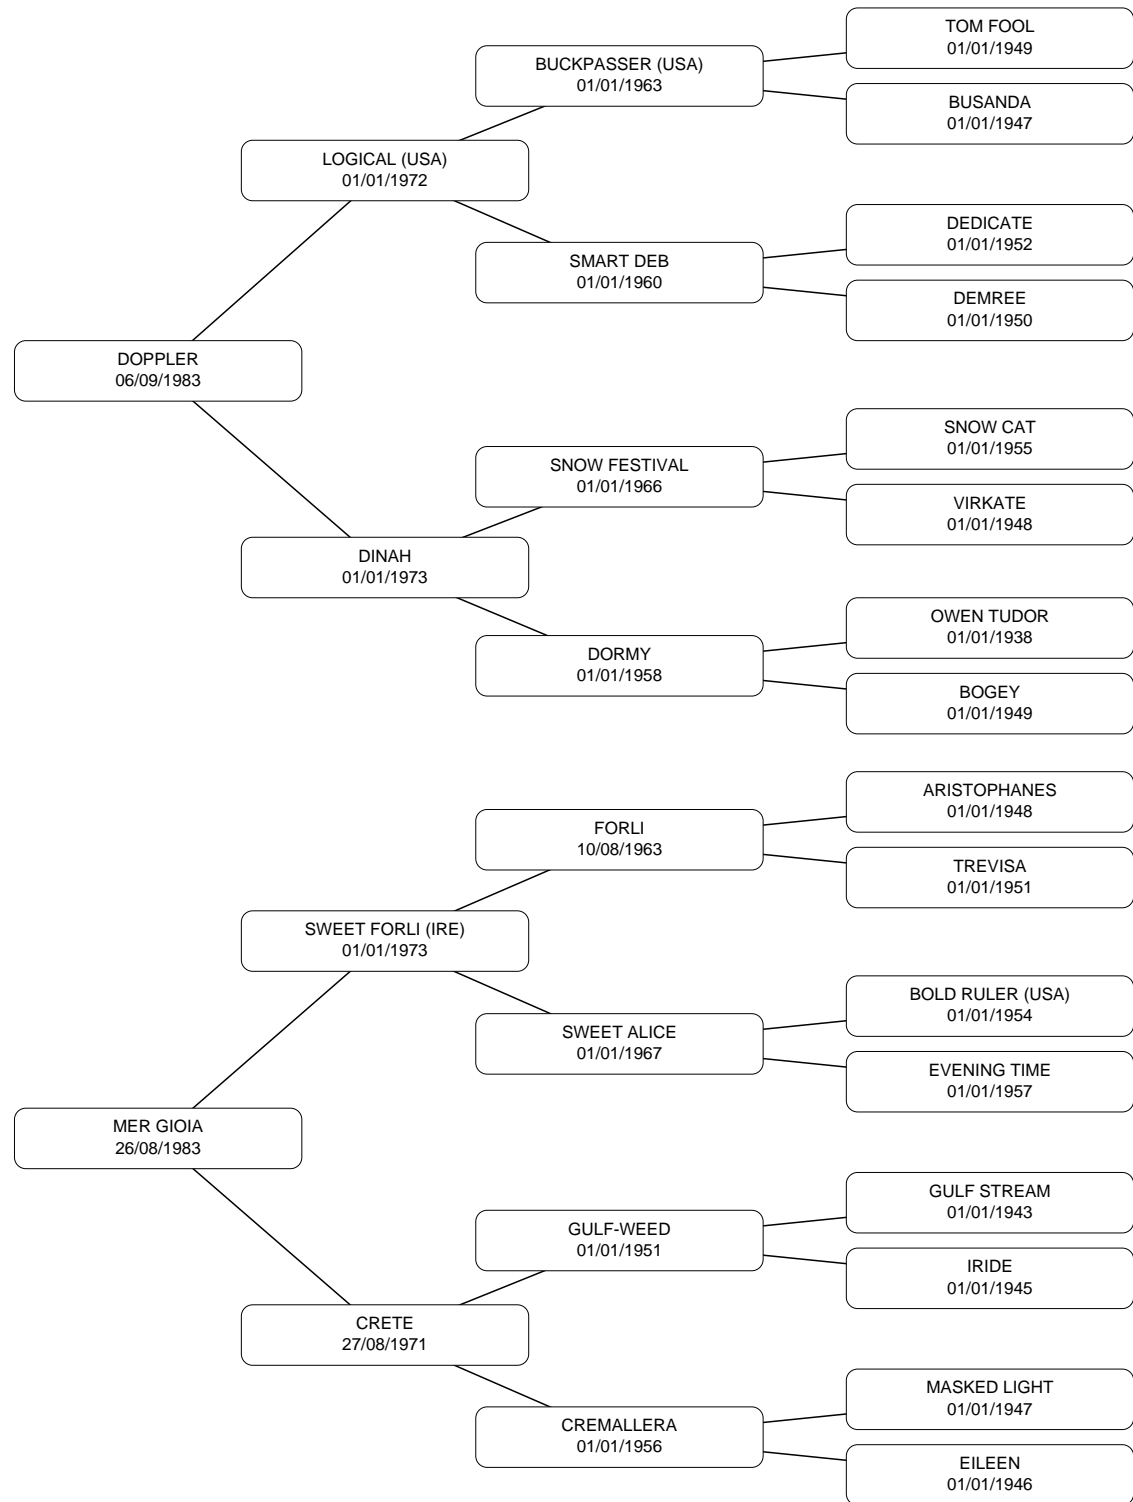 TOM FOOL
01/01/1949
BUCKPASSER (USA)
01/01/1963
BUSANDA
01/01/1947
LOGICAL (USA)
01/01/1972
DEDICATE
01/01/1952
SMART DEB
01/01/1960
DEMREE
01/01/1950
DOPPLER
06/09/1983
SNOW CAT
01/01/1955
SNOW FESTIVAL
01/01/1966
VIRKATE
01/01/1948
DINAH
01/01/1973
OWEN TUDOR
01/01/1938
DORMY
01/01/1958
BOGEY
01/01/1949
ARISTOPHANES
01/01/1948
FORLI
10/08/1963
TREVISA
01/01/1951
SWEET FORLI (IRE)
01/01/1973
BOLD RULER (USA)
01/01/1954
SWEET ALICE
01/01/1967
EVENING TIME
01/01/1957
MER GIOIA
26/08/1983
GULF STREAM
01/01/1943
GULF-WEED
01/01/1951
IRIDE
01/01/1945
CRETE
27/08/1971
MASKED LIGHT
01/01/1947
CREMALLERA
01/01/1956
EILEEN
01/01/1946